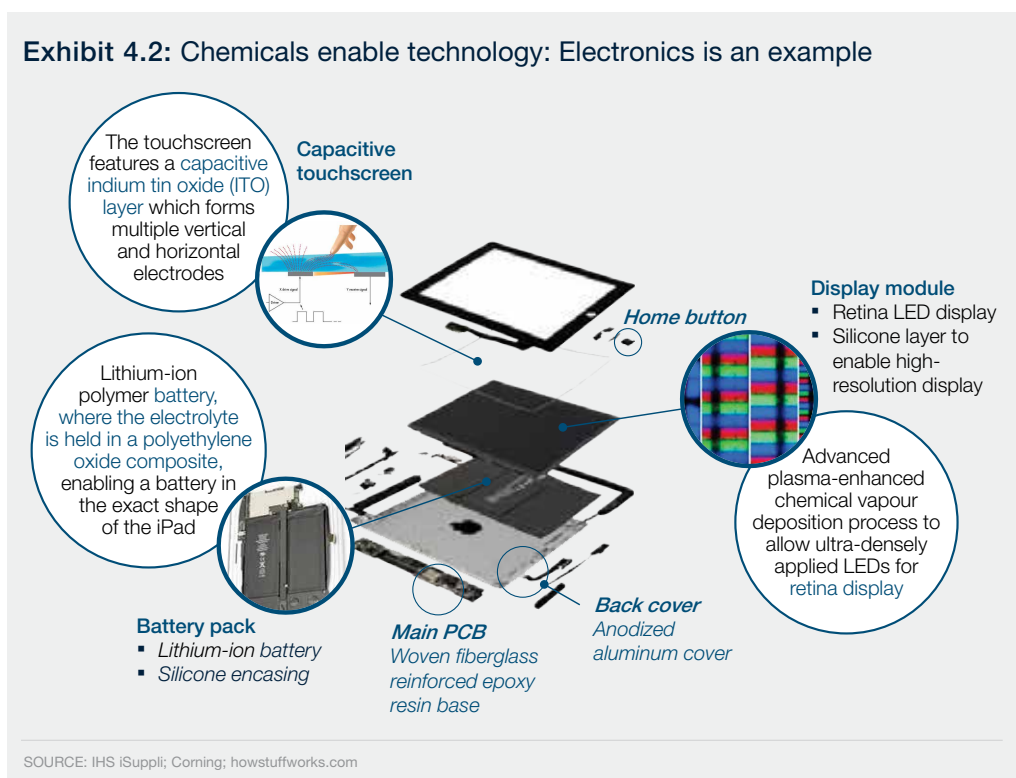 Exhibit 4.2: Chemicals enable technology: Electronics is an example
The touchscreen
features a capacitive
indium tin oxide (ITO)
layer which forms
multiple vertical
and horizontal
electrodes
Capacitive
touchscreen
Home button
Display module
▪ Retina LED display
▪ Silicone layer to
enable high-
resolution display
Lithium-ion
polymer battery,
where the electrolyte
is held in a polyethylene
oxide composite,
enabling a battery in
the exact shape
of the iPad
Advanced
plasma-enhanced
chemical vapour
deposition process to
allow ultra-densely
applied LEDs for
retina display
Battery pack
▪ Lithium-ion battery
▪ Silicone encasing
Main PCB
Woven fiberglass
reinforced epoxy
resin base
Back cover
Anodized
aluminum cover
SOURCE: IHS iSuppli; Corning; howstuffworks.com